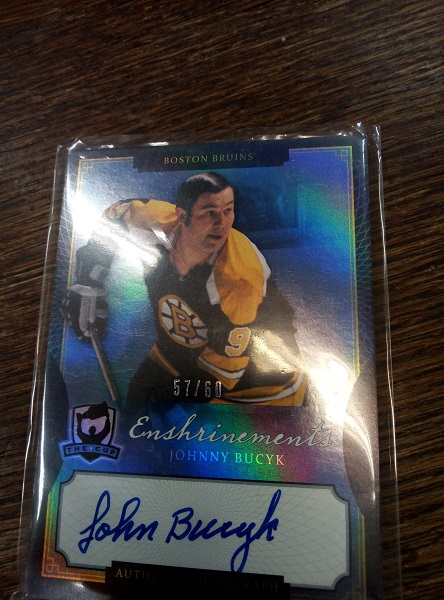 BOSTON BRUINS
B
9
57/60
Enshrinements
JOHNNY BUCYK
THE CUP
John Bucyk